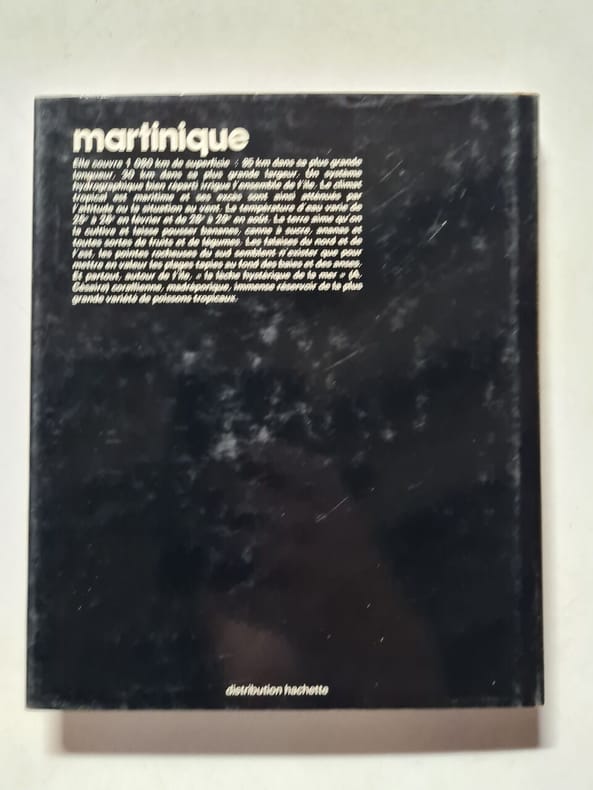 martinique
Elle couvre 1 080 km de superficie : 65 km dans sa plus grande
longueur, 30 km dans sa plus grande largeur. Un système
hydrographique bien réparti irrigue l'ensemble de l'île. Le climat
tropical est maritime et ses excès sont ainsi atténués par
l'altitude ou la situation au vent. La température d'eau varie de
à en février et de à en août. La terre aime qu'on
la cultive et laisse pousser bananes, canne à sucre, ananas et
toutes sortes de fruits et de légumes. Les falaises du nord et de
l'est, les pointes rocheuses du sud semblent n'exister que pour
mettre en valeur les plages tapies au fond des baies et des anses.
Et partout, autour de l'île, « la lèche hystérique de la mer » (A.
Césaire) corallienne, madréporique, immense réservoir de la plus
grande variété de poissons tropicaux.
distribution hachette